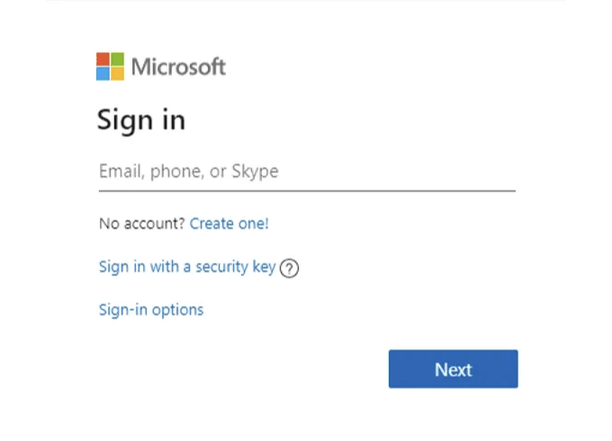 Microsoft
Sign in
Email, phone, or Skype
No account? Create one!
Sign in with a security key ?
Sign-in options
Next